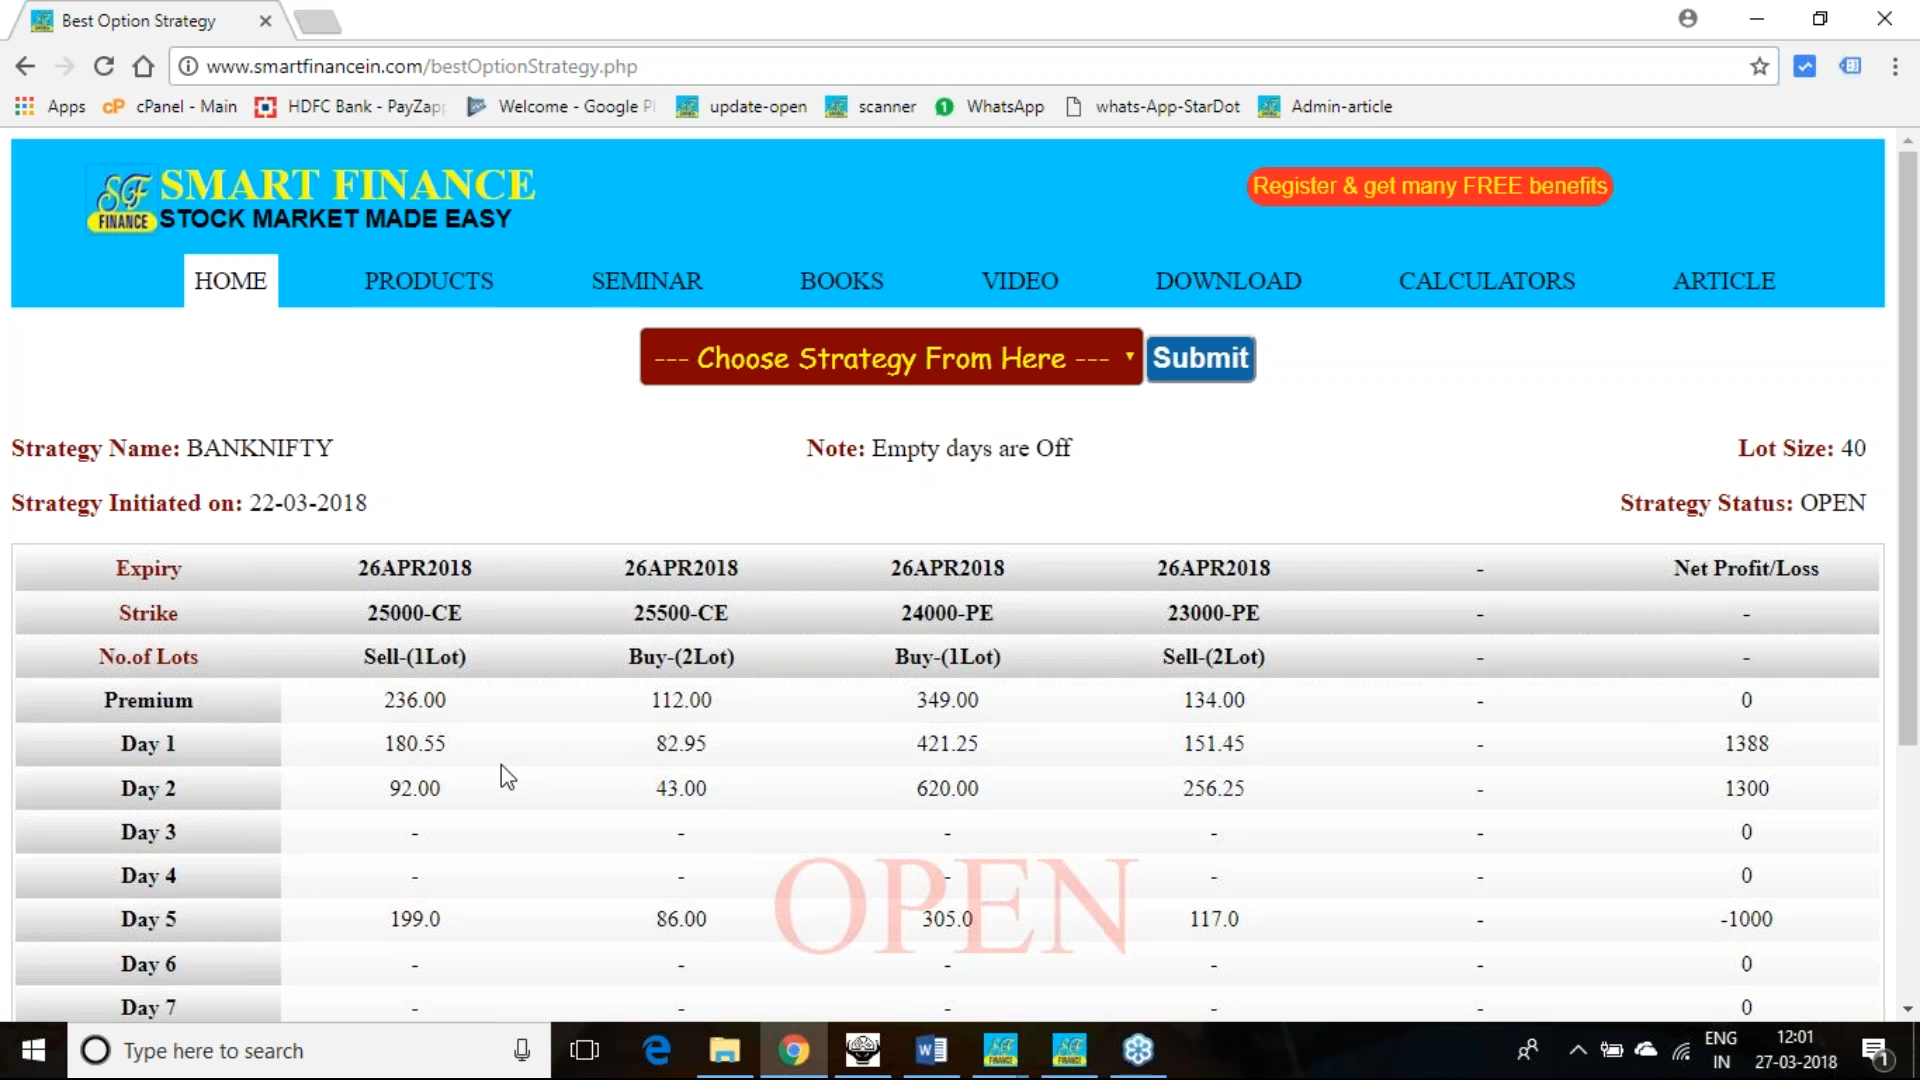 Best Option Strategy
www.smartfinancein.com/bestOptionStrategy.php
Apps cPanel - Main HDFC Bank - PayZap Welcome - Google Pl update-open scanner WhatsApp whats-App-StarDot Admin-article
SGF FINANCE
SMART FINANCE
STOCK MARKET MADE EASY
Register & get many FREE benefits
HOME PRODUCTS SEMINAR BOOKS VIDEO DOWNLOAD CALCULATORS ARTICLE
--- Choose Strategy From Here --- Submit
Strategy Name: BANKNIFTY Note: Empty days are Off Lot Size: 40
Strategy Initiated on: 22-03-2018 Strategy Status: OPEN
Expiry 26APR2018 26APR2018 26APR2018 26APR2018 - Net Profit/Loss
Strike 25000-CE 25500-CE 24000-PE 23000-PE - -
No.of Lots Sell-(1Lot) Buy-(2Lot) Buy-(1Lot) Sell-(2Lot) - -
Premium 236.00 112.00 349.00 134.00 - 0
Day 1 180.55 82.95 421.25 151.45 - 1388
Day 2 92.00 43.00 620.00 256.25 - 1300
Day 3 - - - - - 0
Day 4 - - - - - 0
Day 5 199.0 86.00 305.0 117.0 - -1000
OPEN
Day 6 - - - - - 0
Day 7 - - - - - 0
Type here to search
ENG
IN
12:01
27-03-2018
1